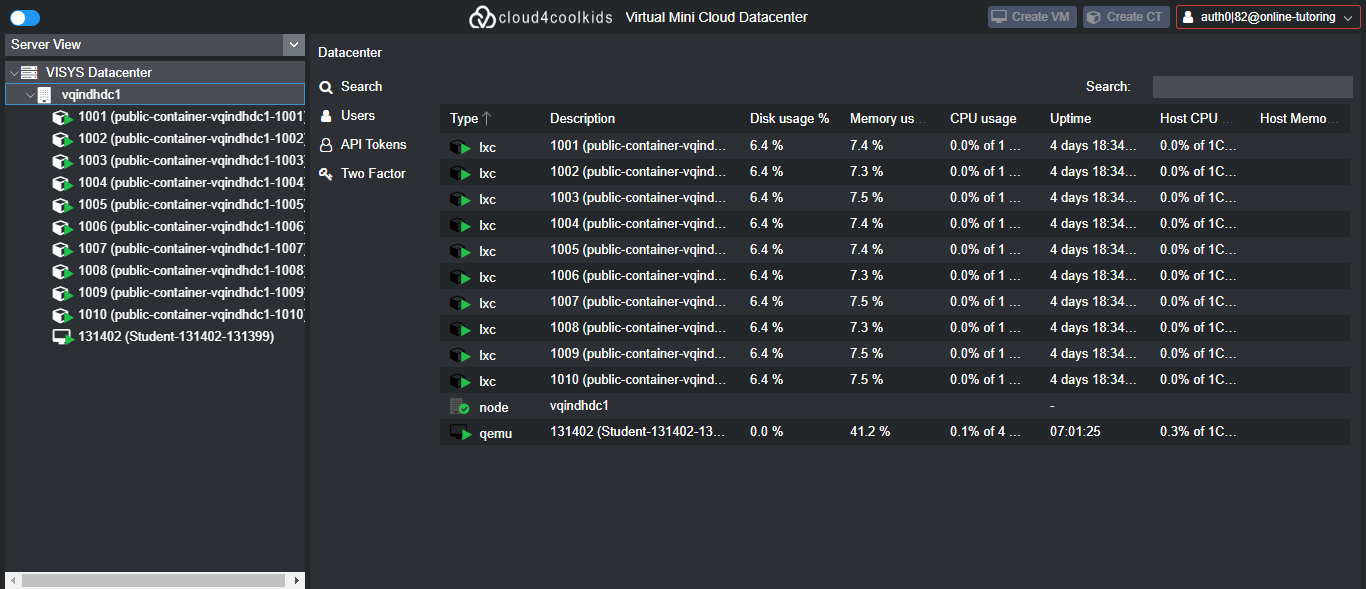 cloud4coolkids Virtual Mini Cloud Datacenter Create VM Create CT auth0|82@online-tutoring
Server View
VISYS Datacenter
vqindhdc1
1001 (public-container-vqindhdc1-1001)
1002 (public-container-vqindhdc1-1002)
1003 (public-container-vqindhdc1-1003)
1004 (public-container-vqindhdc1-1004)
1005 (public-container-vqindhdc1-1005)
1006 (public-container-vqindhdc1-1006)
1007 (public-container-vqindhdc1-1007)
1008 (public-container-vqindhdc1-1008)
1009 (public-container-vqindhdc1-1009)
1010 (public-container-vqindhdc1-1010)
131402 (Student-131402-131399)
Datacenter
Search
Users
API Tokens
Two Factor
Search:
Type Description Disk usage % Memory us... CPU usage Uptime Host CPU ... Host Memo...
lxc 1001 (public-container-vqind... 6.4 % 7.4 % 0.0% of 1 ... 4 days 18:34... 0.0% of 1C...
lxc 1002 (public-container-vqind... 6.4 % 7.3 % 0.0% of 1 ... 4 days 18:34... 0.0% of 1C...
lxc 1003 (public-container-vqind... 6.4 % 7.5 % 0.0% of 1 ... 4 days 18:34... 0.0% of 1C...
lxc 1004 (public-container-vqind... 6.4 % 7.4 % 0.0% of 1 ... 4 days 18:34... 0.0% of 1C...
lxc 1005 (public-container-vqind... 6.4 % 7.4 % 0.0% of 1 ... 4 days 18:34... 0.0% of 1C...
lxc 1006 (public-container-vqind... 6.4 % 7.3 % 0.0% of 1 ... 4 days 18:34... 0.0% of 1C...
lxc 1007 (public-container-vqind... 6.4 % 7.5 % 0.0% of 1 ... 4 days 18:34... 0.0% of 1C...
lxc 1008 (public-container-vqind... 6.4 % 7.3 % 0.0% of 1 ... 4 days 18:34... 0.0% of 1C...
lxc 1009 (public-container-vqind... 6.4 % 7.5 % 0.0% of 1 ... 4 days 18:34... 0.0% of 1C...
lxc 1010 (public-container-vqind... 6.4 % 7.5 % 0.0% of 1 ... 4 days 18:34... 0.0% of 1C...
node vqindhdc1 -
qemu 131402 (Student-131402-13... 0.0 % 41.2 % 0.1% of 4 ... 07:01:25 0.3% of 1C...